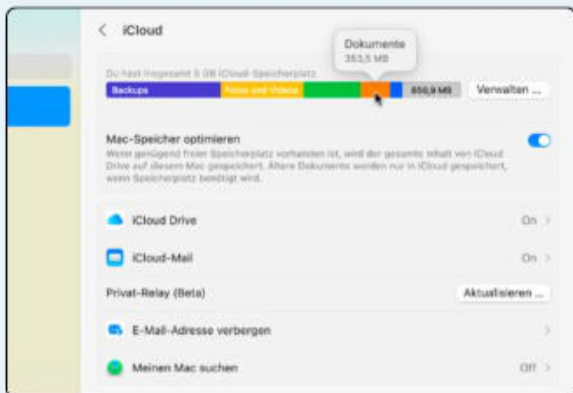 iCloud
Dokumente
363,5 MB
Du hast insgesamt 5 GB iCloud-Speicherplatz.
Backups
Fotos und Videos
850,9 MB
Verwalten ...
Mac-Speicher optimieren
Wenn genügend freier Speicherplatz vorhanden ist, wird der gesamte Inhalt von iCloud
Drive auf diesem Mac gespeichert. Ältere Dokumente werden nur in iCloud gespeichert,
wenn Speicherplatz benötigt wird.
iCloud Drive
On
iCloud-Mail
On
Privat-Relay (Beta)
Aktualisieren ...
E-Mail-Adresse verbergen
Meinen Mac suchen
Off